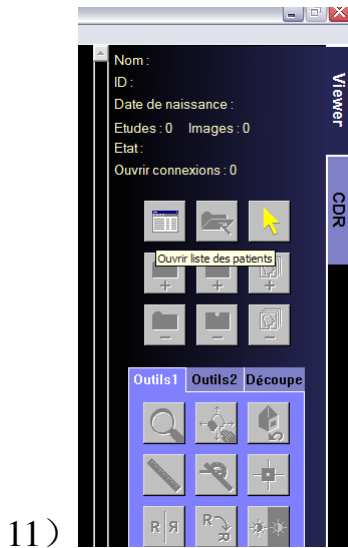 Nom :
ID :
Date de naissance :
Etudes : 0 Images : 0
Etat :
Ouvrir connexions : 0
Viewer
CDR
Ouvrir liste des patients
Outils1 Outils2 Découpe
R Я
R R
11）